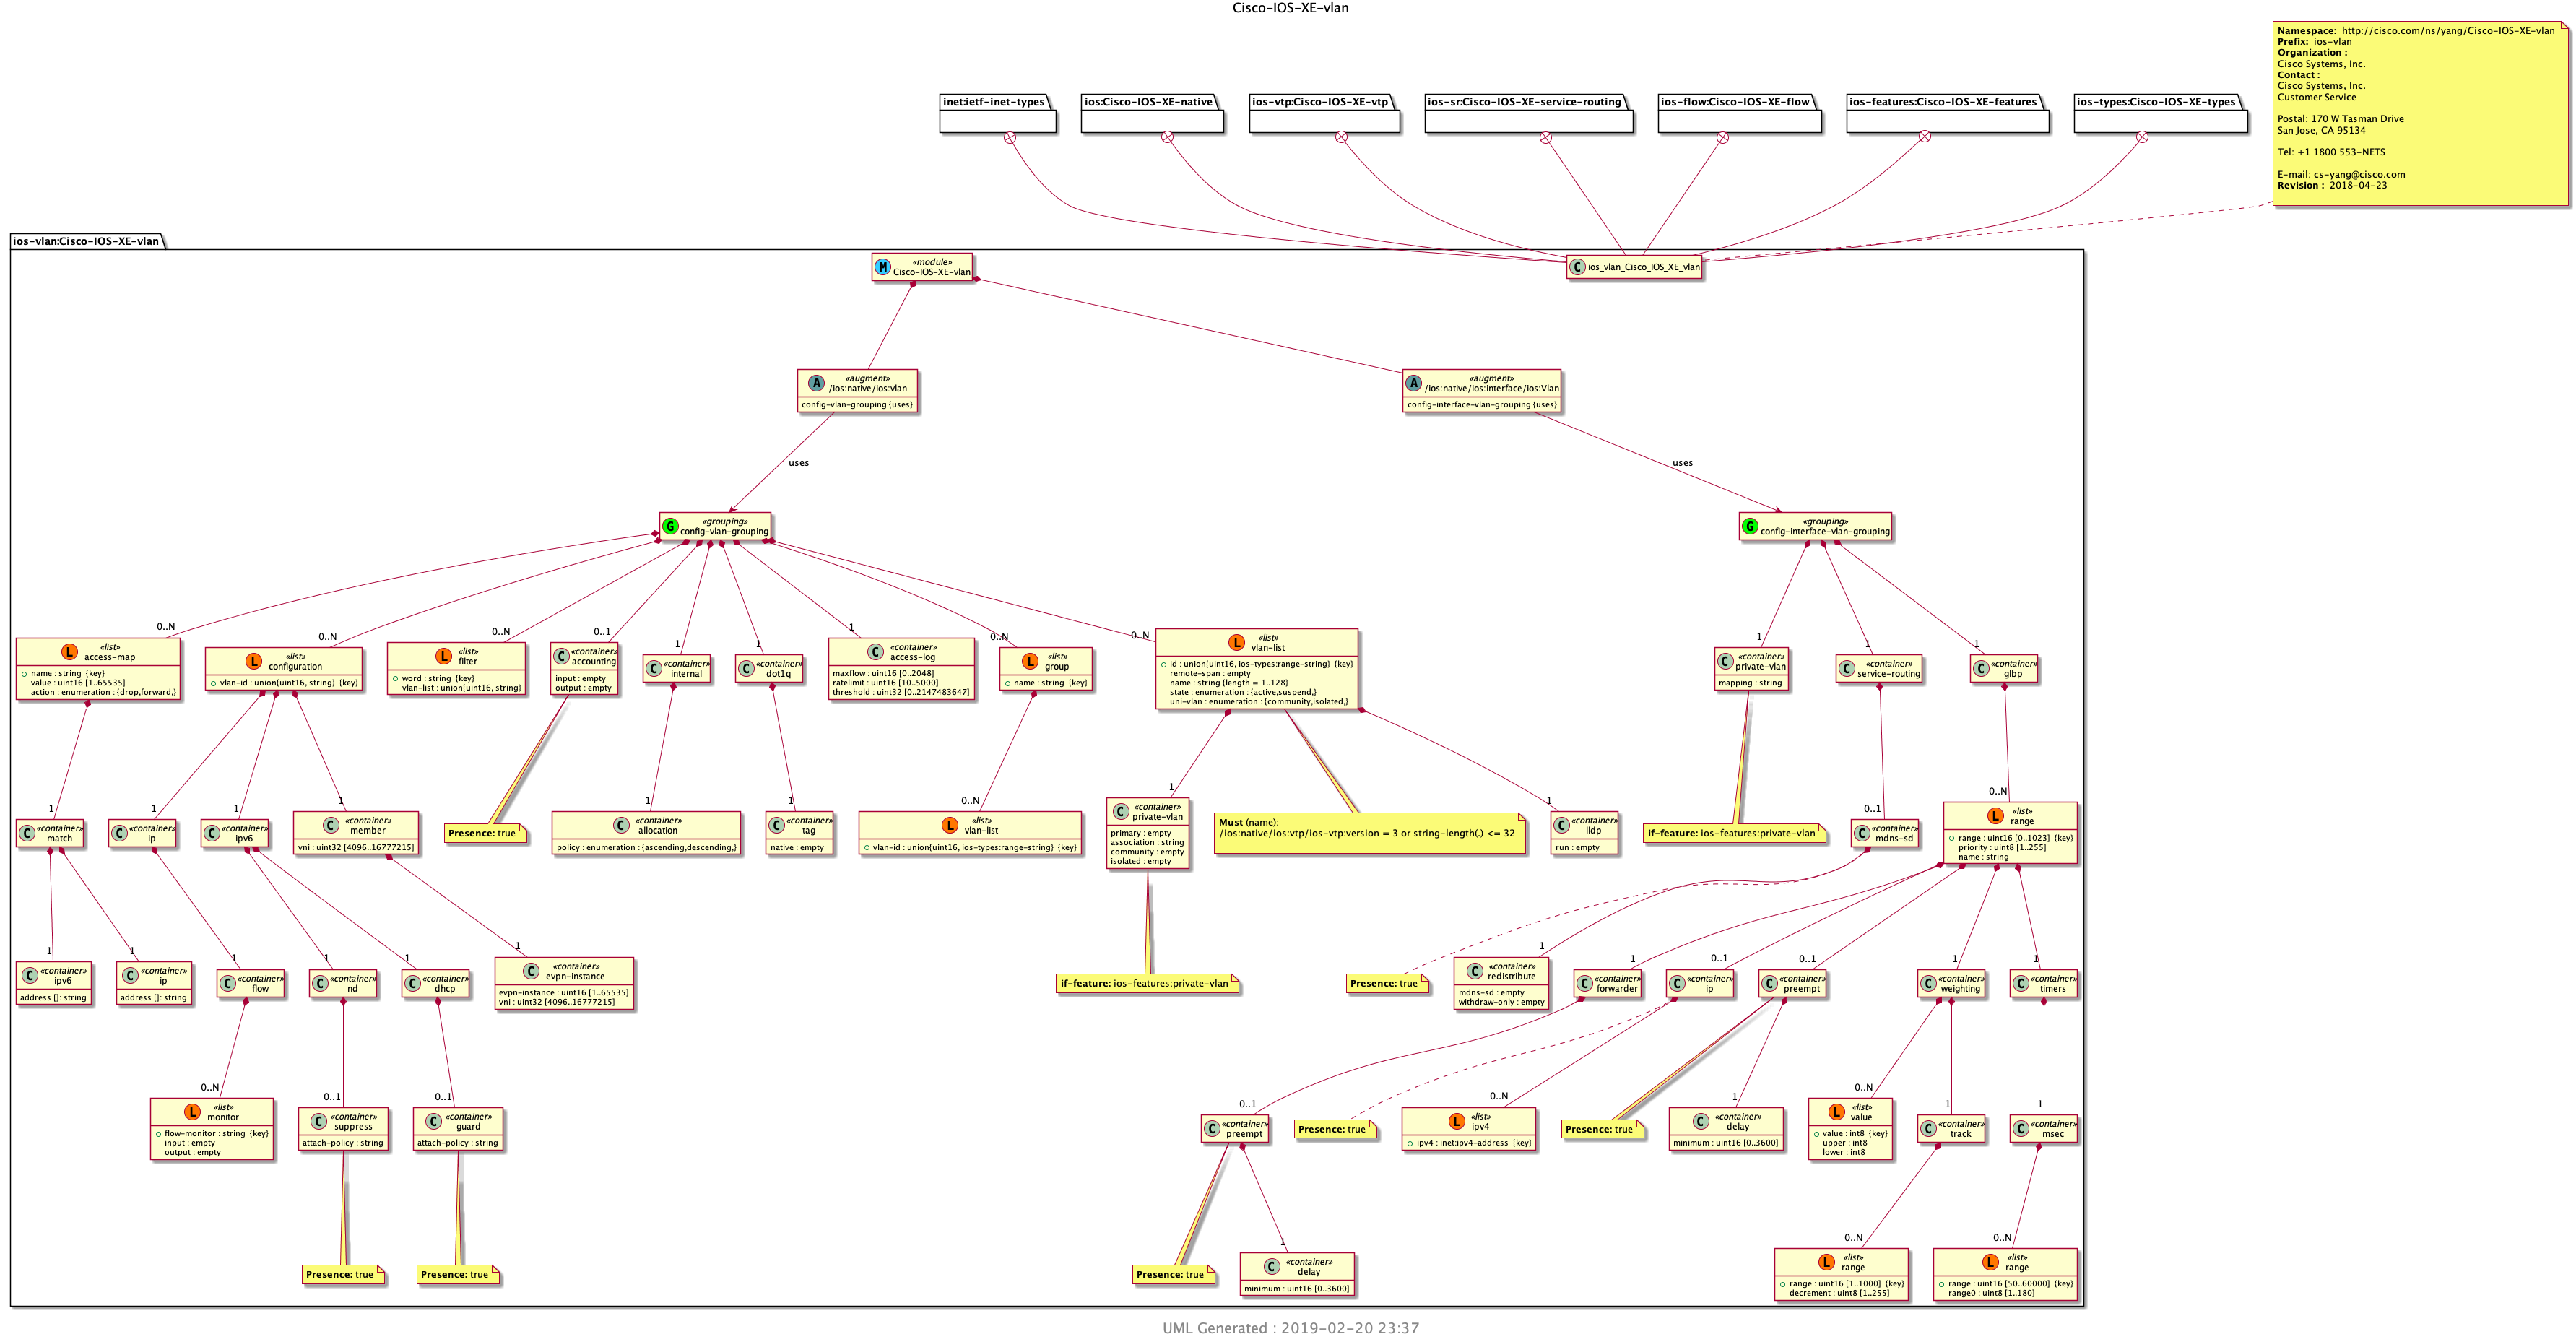 Cisco-IOS-XE-vlan
Namespace: http://cisco.com/ns/yang/Cisco-IOS-XE-vlan
Prefix: ios-vlan
Organization :
Cisco Systems, Inc.
Contact :
Cisco Systems, Inc.
Customer Service
Postal: 170 W Tasman Drive
San Jose, CA 95134
Tel: +1 1800 553-NETS
E-mail: cs-yang@cisco.com
Revision : 2018-04-23
inet:ietf-inet-types
ios:Cisco-IOS-XE-native
ios-vtp:Cisco-IOS-XE-vtp
ios-sr:Cisco-IOS-XE-service-routing
ios-flow:Cisco-IOS-XE-flow
ios-features:Cisco-IOS-XE-features
ios-types:Cisco-IOS-XE-types
ios-vlan:Cisco-IOS-XE-vlan
M
«module»
Cisco-IOS-XE-vlan
C
ios_vlan_Cisco_IOS_XE_vlan
A
«augment»
/ios:native/ios:vlan
config-vlan-grouping {uses}
A
«augment»
/ios:native/ios:interface/ios:Vlan
config-interface-vlan-grouping {uses}
uses
uses
G
«grouping»
config-vlan-grouping
G
«grouping»
config-interface-vlan-grouping
0..N
0..N
0..N
0..1
1
1
1
0..N
0..N
1
1
1
L
«list»
access-map
name : string {key}
value : uint16 [1..65535]
action : enumeration : {drop,forward,}
L
«list»
configuration
vlan-id : union{uint16, string} {key}
L
«list»
filter
word : string {key}
vlan-list : union{uint16, string}
C
«container»
accounting
input : empty
output : empty
C
«container»
internal
C
«container»
dot1q
C
«container»
access-log
maxflow : uint16 [0..2048]
ratelimit : uint16 [10..5000]
threshold : uint32 [0..2147483647]
L
«list»
group
name : string {key}
L
«list»
vlan-list
id : union{uint16, ios-types:range-string} {key}
remote-span : empty
name : string {length = 1..128}
state : enumeration : {active,suspend,}
uni-vlan : enumeration : {community,isolated,}
C
«container»
private-vlan
mapping : string
C
«container»
service-routing
C
«container»
glbp
1
1
1
1
1
1
0..N
1
1
0..1
0..N
C
«container»
match
C
«container»
ip
C
«container»
ipv6
C
«container»
member
vni : uint32 [4096..16777215]
Presence: true
C
«container»
allocation
policy : enumeration : {ascending,descending,}
C
«container»
tag
native : empty
L
«list»
vlan-list
vlan-id : union{uint16, ios-types:range-string} {key}
C
«container»
private-vlan
primary : empty
association : string
community : empty
isolated : empty
Must (name):
/ios:native/ios:vtp/ios-vtp:version = 3 or string-length(.) <= 32
C
«container»
lldp
run : empty
if-feature: ios-features:private-vlan
C
«container»
mdns-sd
L
«list»
range
range : uint16 [0..1023] {key}
priority : uint8 [1..255]
name : string
1
1
1
1
1
1
1
1
0..1
0..1
1
1
C
«container»
ipv6
address []: string
C
«container»
ip
address []: string
C
«container»
flow
C
«container»
nd
C
«container»
dhcp
C
«container»
evpn-instance
evpn-instance : uint16 [1..65535]
vni : uint32 [4096..16777215]
if-feature: ios-features:private-vlan
Presence: true
C
«container»
redistribute
mdns-sd : empty
withdraw-only : empty
C
«container»
forwarder
C
«container»
ip
C
«container»
preempt
C
«container»
weighting
C
«container»
timers
0..N
0..1
0..1
0..1
0..N
1
0..N
1
1
L
«list»
monitor
flow-monitor : string {key}
input : empty
output : empty
C
«container»
suppress
attach-policy : string
C
«container»
guard
attach-policy : string
C
«container»
preempt
Presence: true
L
«list»
ipv4
ipv4 : inet:ipv4-address {key}
Presence: true
C
«container»
delay
minimum : uint16 [0..3600]
L
«list»
value
value : int8 {key}
upper : int8
lower : int8
C
«container»
track
C
«container»
msec
1
0..N
0..N
Presence: true
Presence: true
Presence: true
C
«container»
delay
minimum : uint16 [0..3600]
L
«list»
range
range : uint16 [1..1000] {key}
decrement : uint8 [1..255]
L
«list»
range
range : uint16 [50..60000] {key}
range0 : uint8 [1..180]
UML Generated : 2019-02-20 23:37